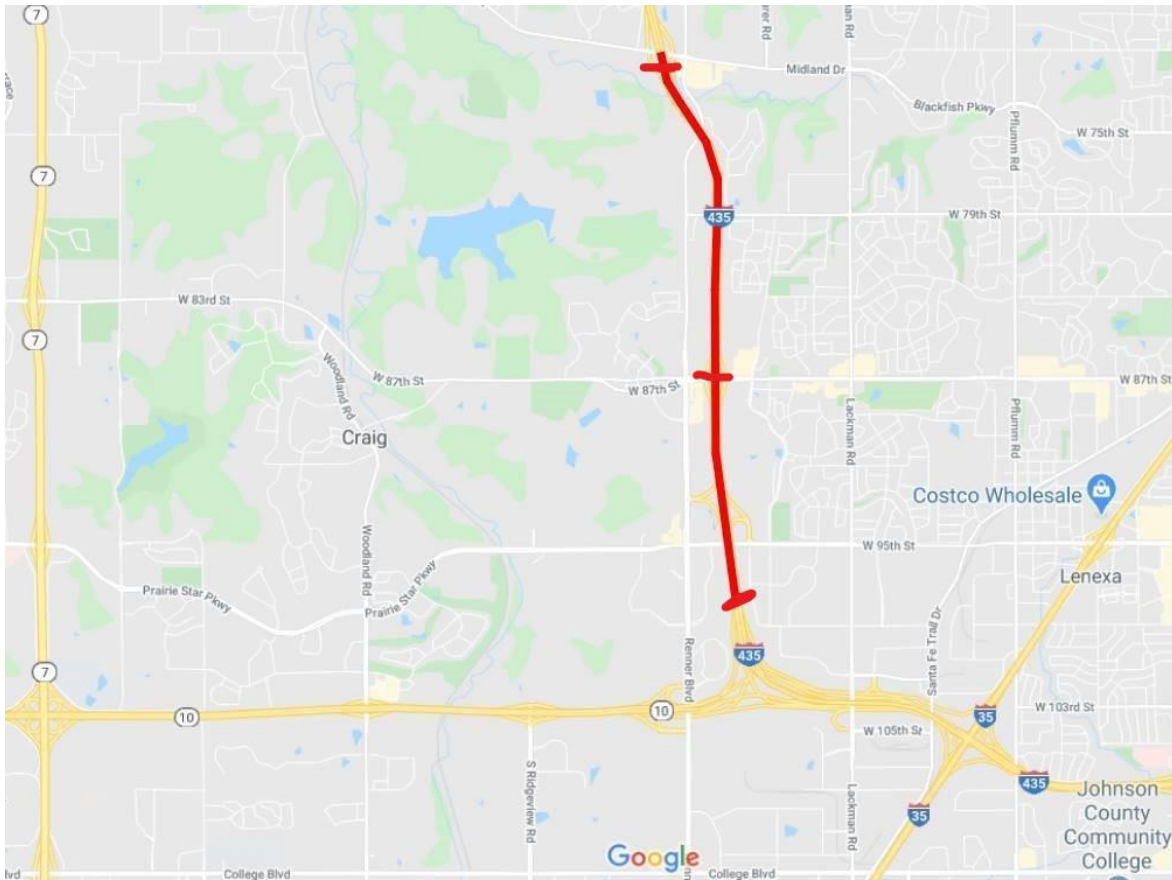 7
Midland Dr
Blackfish Pkwy
W 75th St
Pflumm Rd
7
435
W 79th St
W 83rd St
7
W 87th St
W 87th St
W 87th St
Woodland Rd
Lackman Rd
Pflumm Rd
Craig
Costco Wholesale
Woodland Rd
W 95th St
Lenexa
Prairie Star Pkwy
Prairie Star Pkwy
Santa Fe Trail Dr
Renner Blvd
435
7
10
10
35
W 103rd St
W 105th St
S Ridgeview Rd
Lackman Rd
435
35
Johnson
County
Community
College
Google
College Blvd
College Blvd